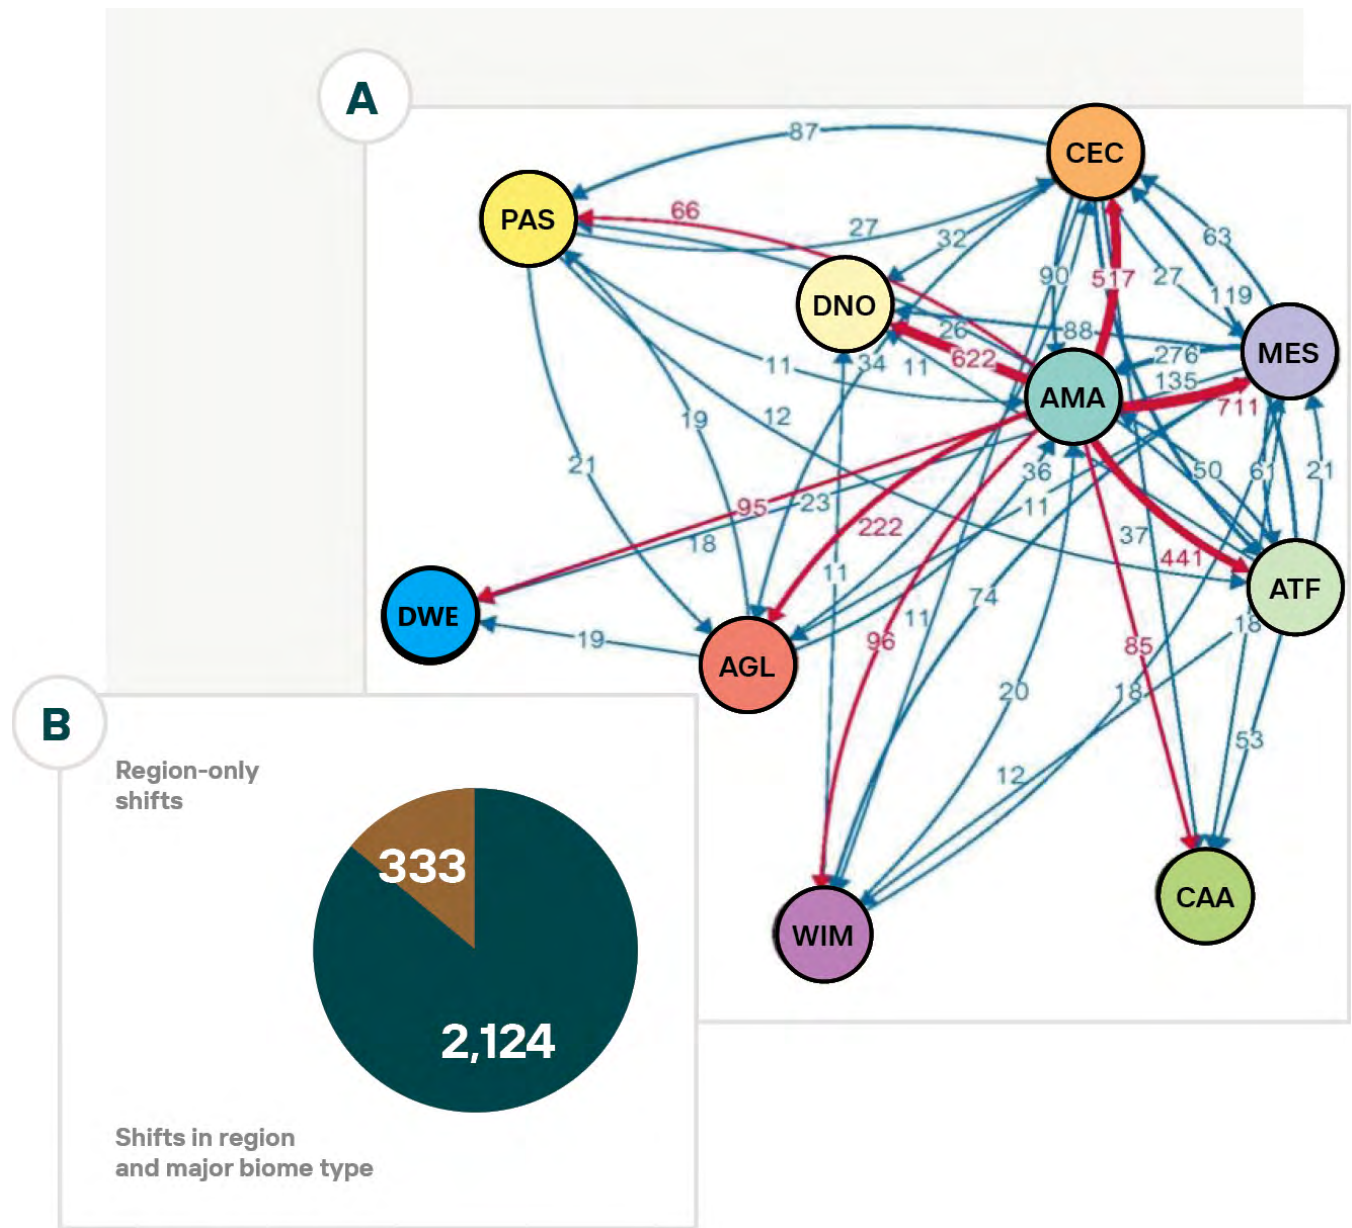 A
87
CEC
PAS
66
27
32
63
DNO
90
517
27
119
26
88
MES
622
276
34
11
11
135
AMA
711
19
12
21
50
61
21
36
95
23
11
222
37
18
441
11
ATF
74
DWE
19
11
18
96
85
AGL
20
18
B
53
Region-only
shifts
12
333
CAA
WIM
2,124
Shifts in region
and major biome type